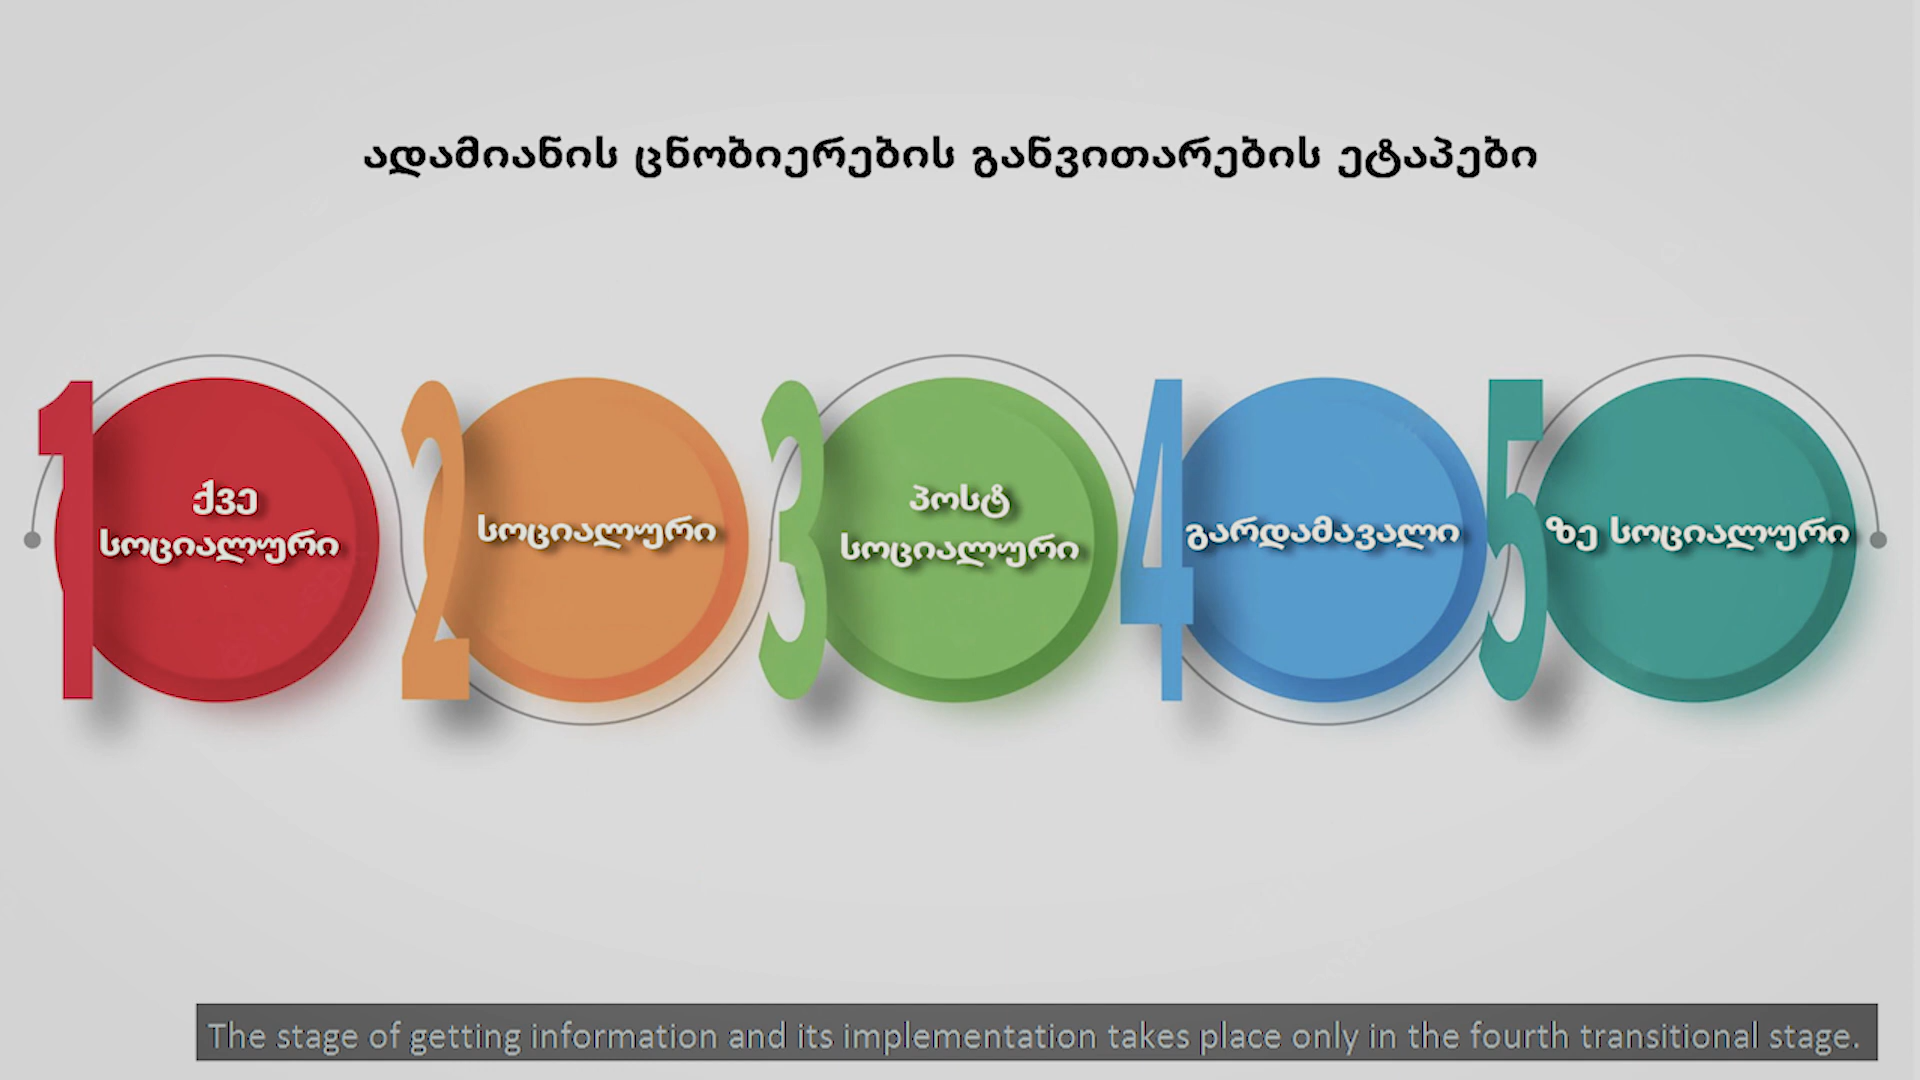 ადამიანის ცნობიერების განვითარების ეტაპები
1
ქვე
სოციალური
2
სოციალური
3
პოსტ
სოციალური
4
გარდამავალი
5
ზე სოციალური
The stage of getting information and its implementation takes place only in the fourth transitional stage.